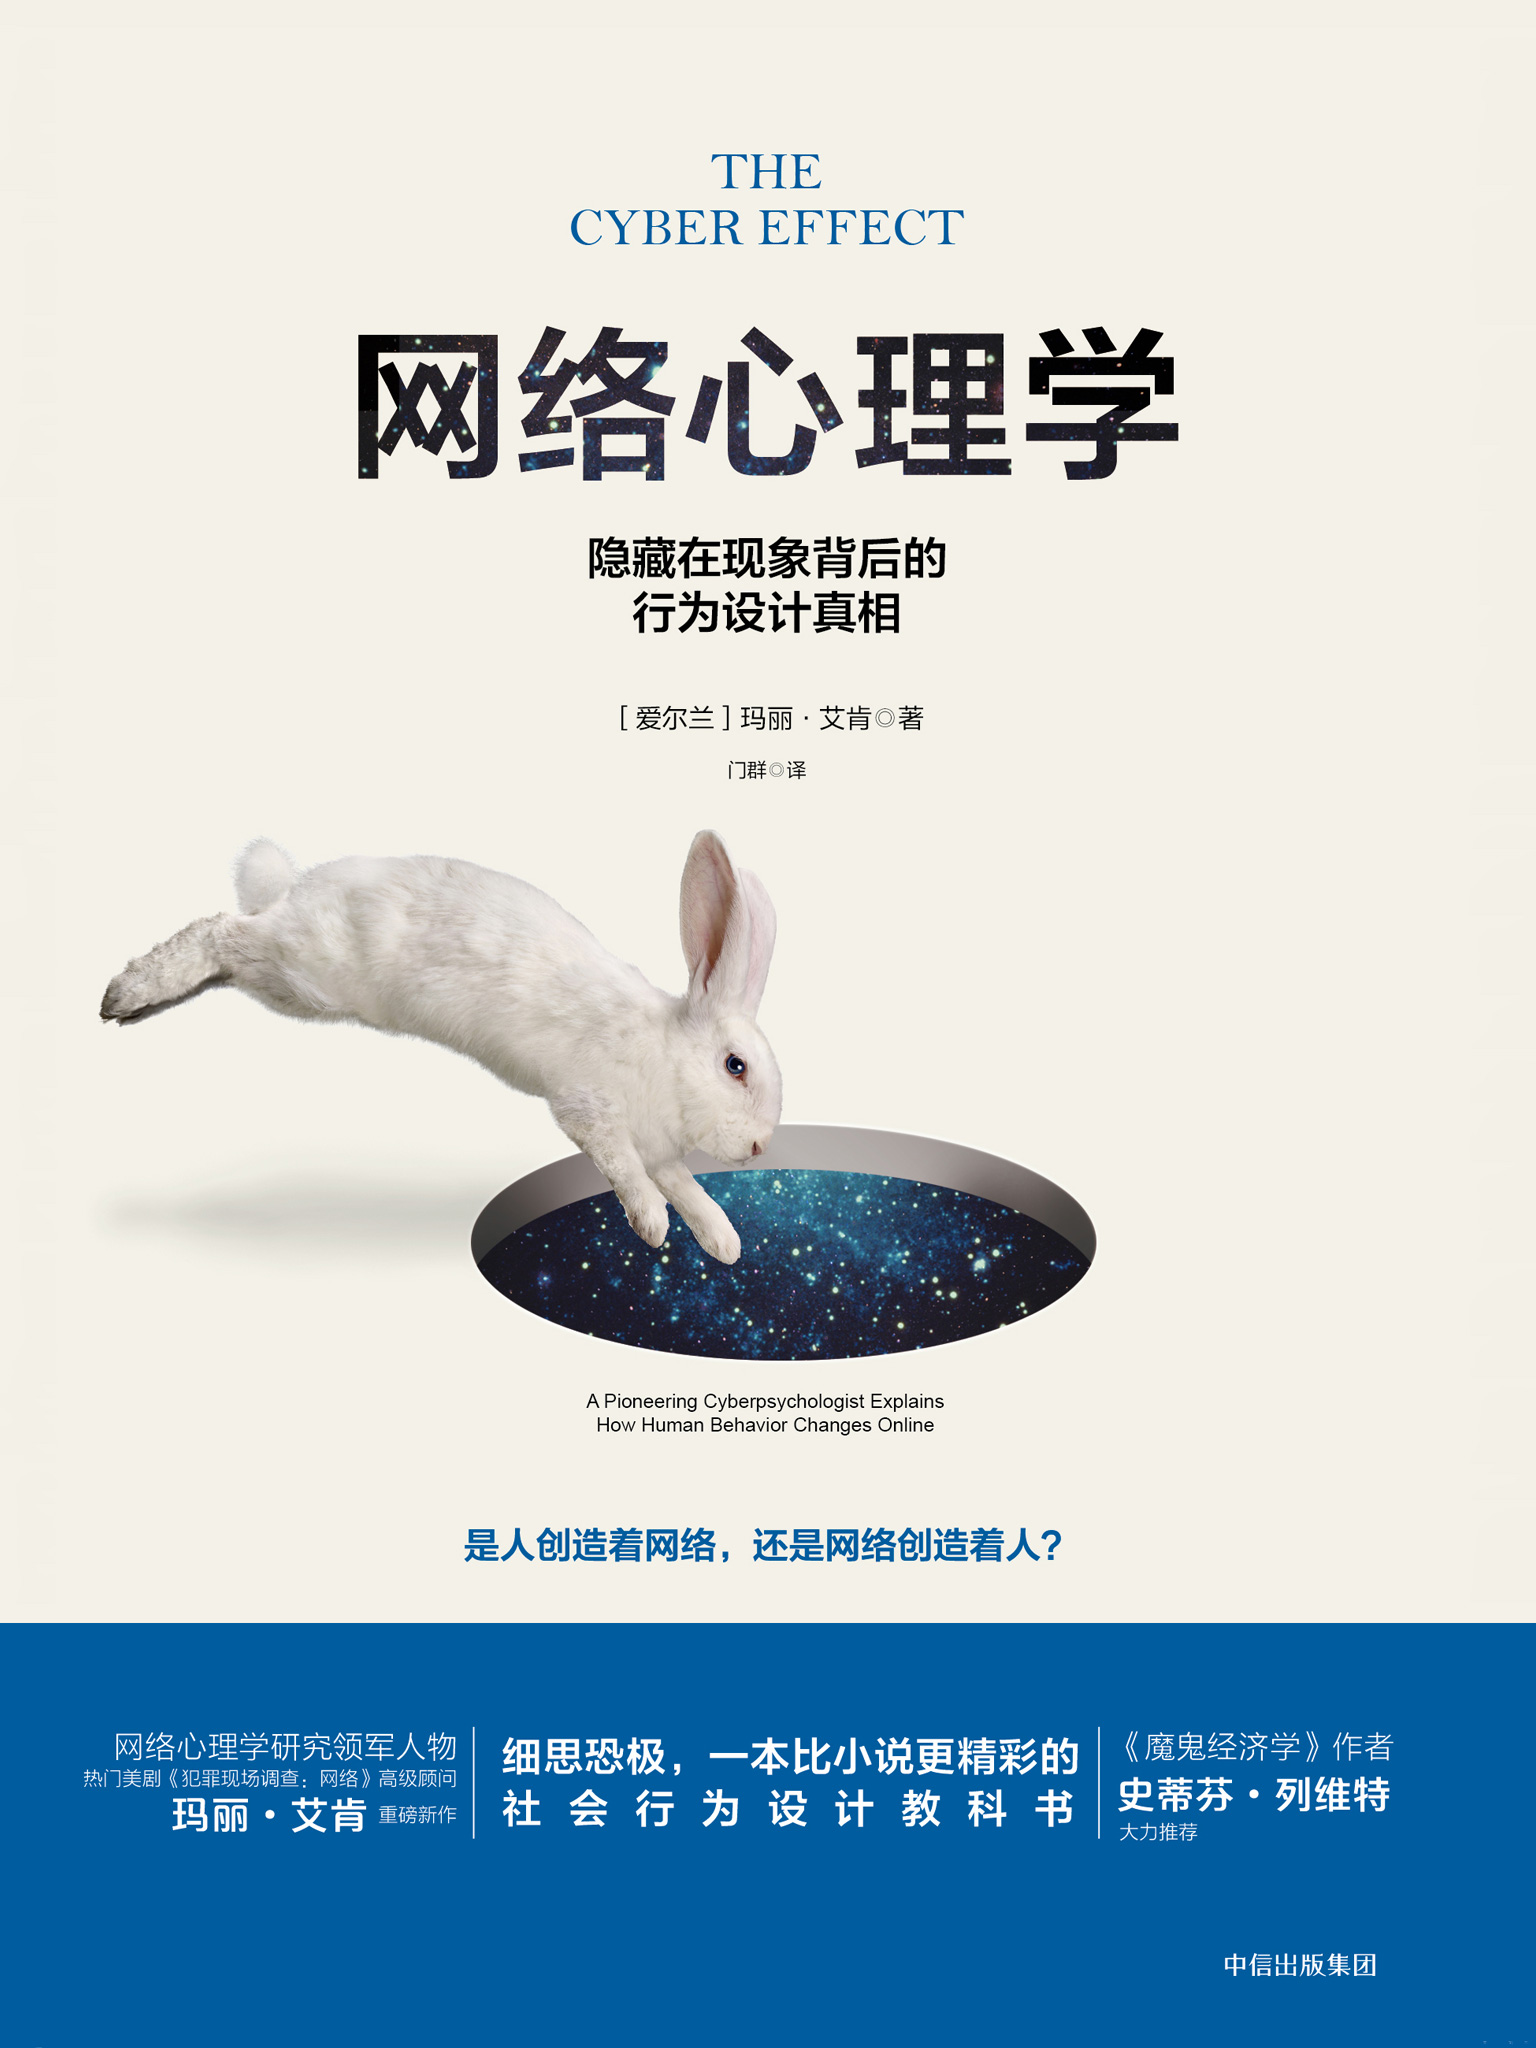 THE
CYBER EFFECT
网络心理学
隐藏在现象背后的
行为设计真相
[爱尔兰]玛丽·艾肯◎著
门群◎译
A Pioneering Cyberpsychologist Explains
How Human Behavior Changes Online
是人创造着网络，还是网络创造着人?
网络心理学研究领军人物
热门美剧《犯罪现场调查：网络》高级顾问
玛丽·艾肯 重磅新作
细思恐极，一本比小说更精彩的
社会行为设计教科书
《魔鬼经济学》作者
史蒂芬·列维特
大力推荐
中信出版集团